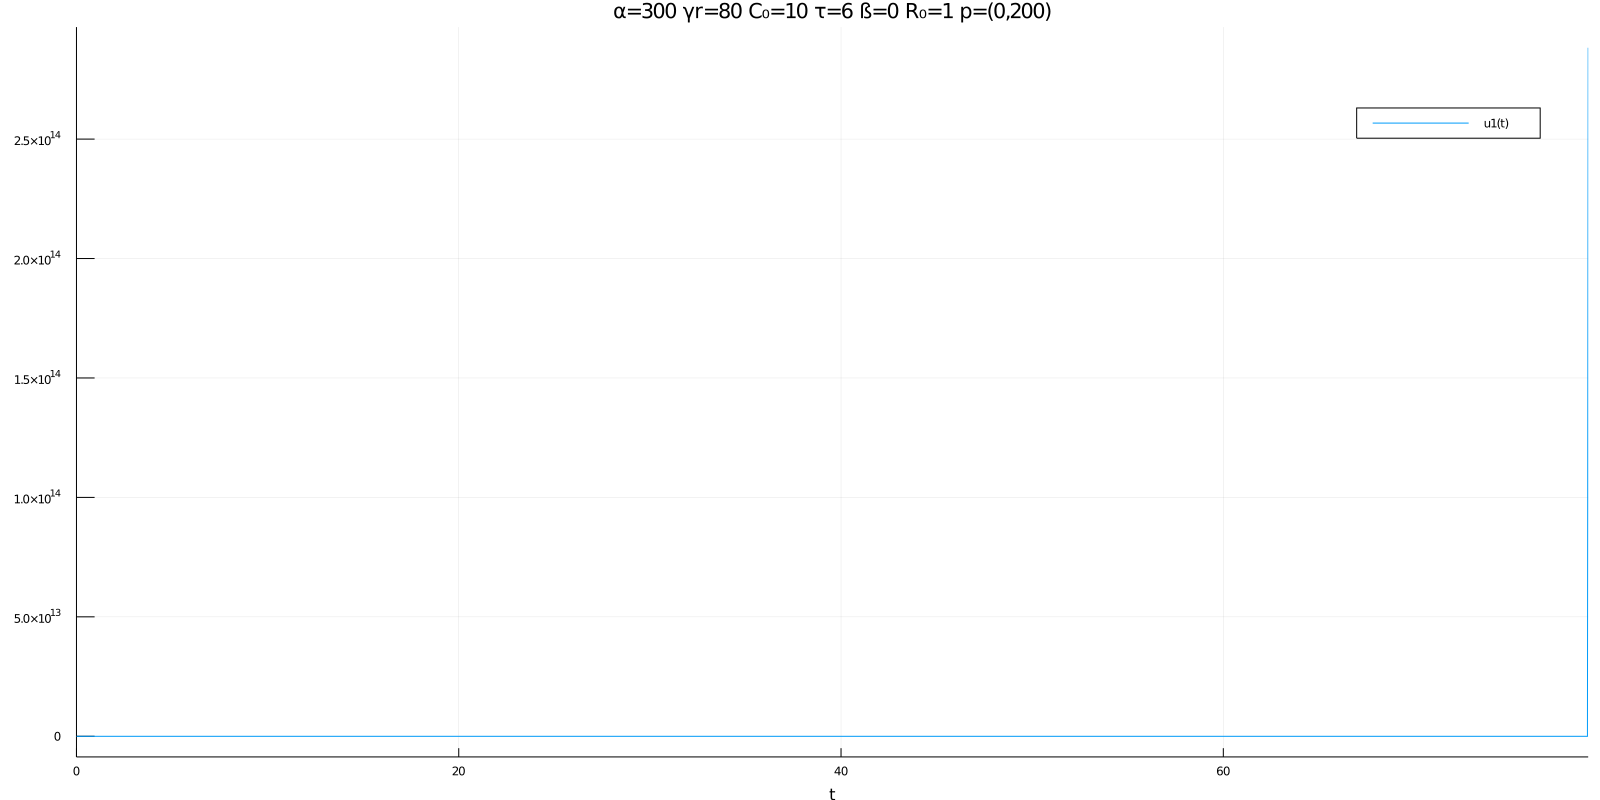 α=300 γr=80 C₀=10 τ=6 ß=0 R₀=1 p=(0,200)
u1(t)
2.5×10¹⁴
2.0×10¹⁴
1.5×10¹⁴
1.0×10¹⁴
5.0×10¹³
0
0 20 40 60
t